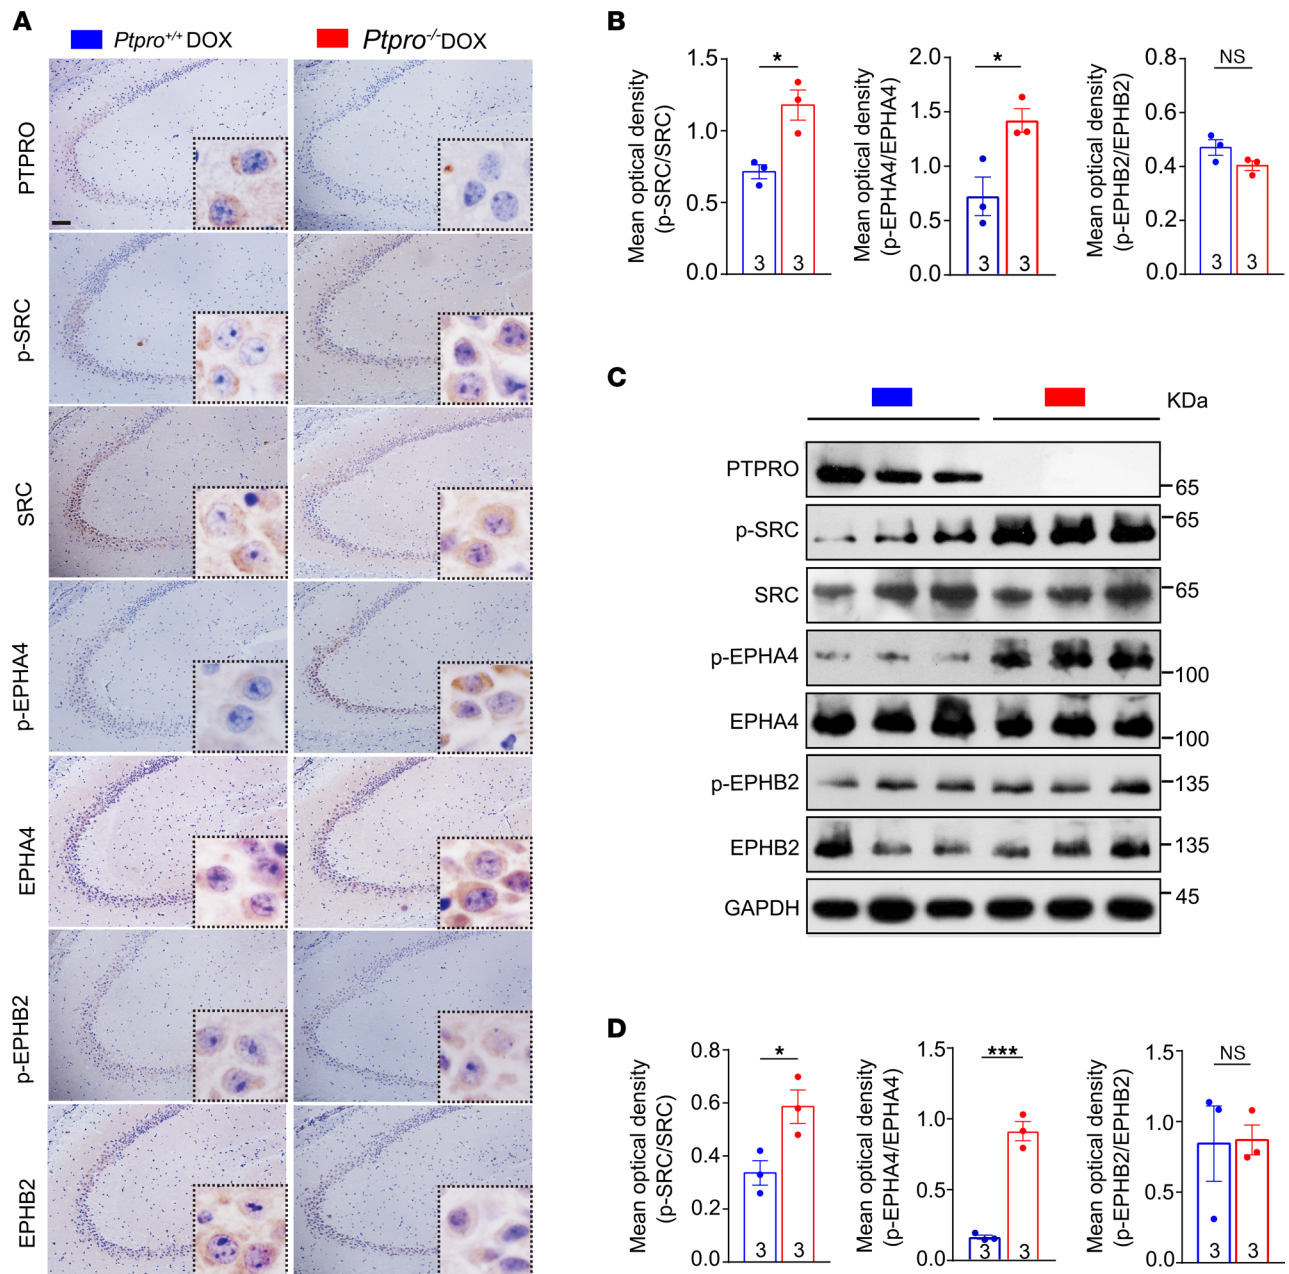 A
Ptpro+/+ DOX
Ptpro-/- DOX
PTPRO
p-SRC
SRC
p-EPHA4
EPHA4
p-EPHB2
EPHB2
B
Mean optical density
(p-SRC/SRC)
1.5
1.0
0.5
0.0
*
3
3
Mean optical density
(p-EPHA4/EPHA4)
2.0
1.5
1.0
0.5
0.0
*
3
3
Mean optical density
(p-EPHB2/EPHB2)
0.8
0.6
0.4
0.2
0.0
NS
3
3
C
KDa
PTPRO
65
p-SRC
65
SRC
65
p-EPHA4
100
EPHA4
100
p-EPHB2
135
EPHB2
135
GAPDH
45
D
Mean optical density
(p-SRC/SRC)
0.8
0.6
0.4
0.2
0.0
*
3
3
Mean optical density
(p-EPHA4/EPHA4)
1.5
1.0
0.5
0.0
***
3
3
Mean optical density
(p-EPHB2/EPHB2)
1.5
1.0
0.5
0.0
NS
3
3